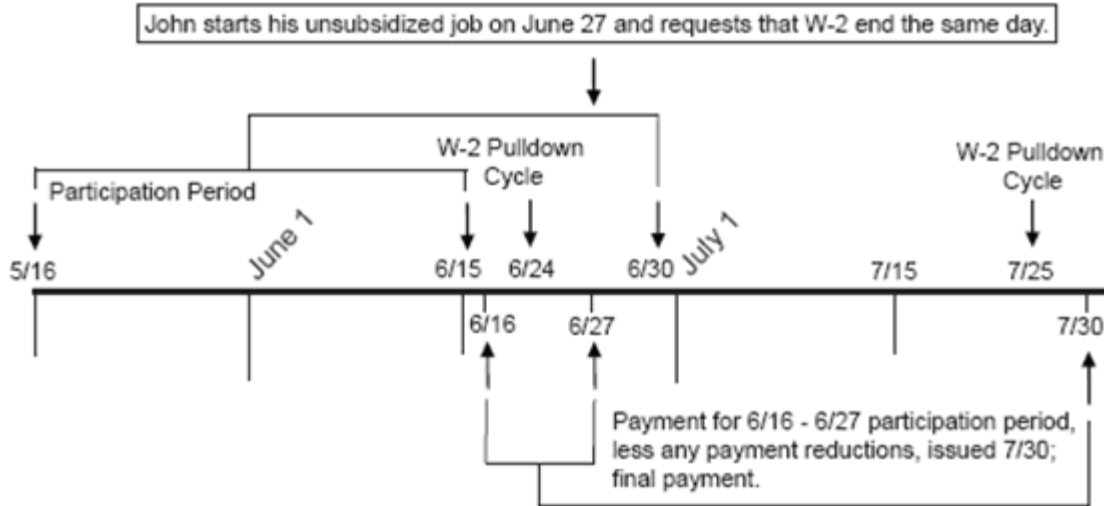 John starts his unsubsidized job on June 27 and requests that W-2 end the same day.
W-2 Pulldown
Cycle
W-2 Pulldown
Cycle
Participation Period
June 1
July 1
5/16
6/15
6/24
6/30
7/15
7/25
6/16
6/27
7/30
Payment for 6/16 - 6/27 participation period,
less any payment reductions, issued 7/30;
final payment.